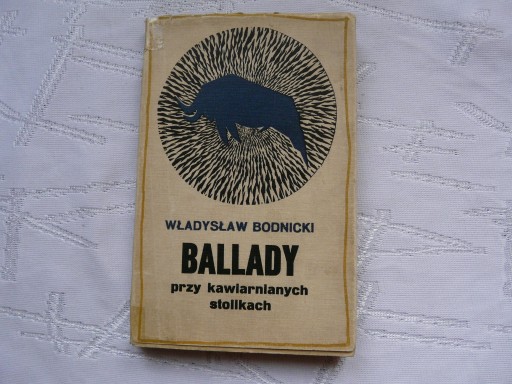 WŁADYSŁAW BODNICKI
BALLADY
przy kawiarnianych
stolikach